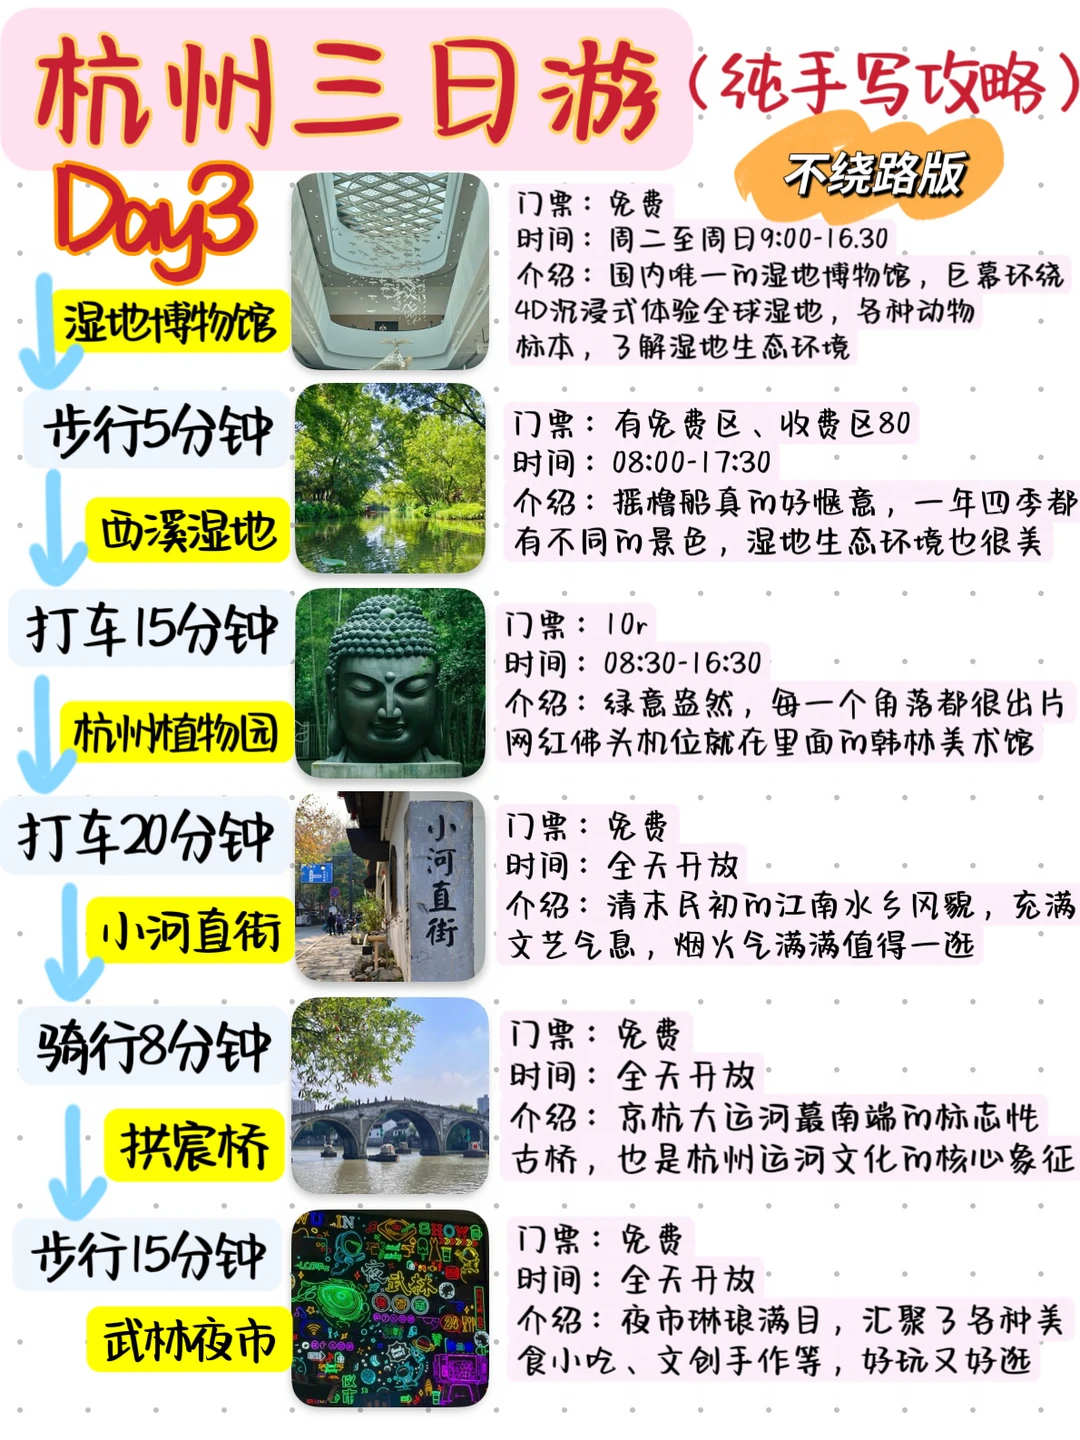 杭州三日游
（纯手写攻略）
不绕路版
Day3
湿地博物馆
门票：免费
时间：周二至周日9:00-16.30
介绍：国内唯一的湿地博物馆，巨幕环绕
4D沉浸式体验全球湿地，各种动物
标本，了解湿地生态环境
步行5分钟
西溪湿地
门票：有免费区、收费区80
时间：08:00-17:30
介绍：摇橹船真的好惬意，一年四季都
有不同的景色，湿地生态环境也很美
打车15分钟
杭州植物园
门票：10r
时间：08:30-16:30
介绍：绿意盎然，每一个角落都很出片
网红佛头机位就在里面的韩林美术馆
打车20分钟
小河直街
小河直街
门票：免费
时间：全天开放
介绍：清末民初的江南水乡风貌，充满
文艺气息，烟火气满满值得一逛
骑行8分钟
拱宸桥
门票：免费
时间：全天开放
介绍：京杭大运河最南端的标志性
古桥，也是杭州运河文化的核心象征
步行15分钟
武林夜市
SHOW
夜武林
夜市
门票：免费
时间：全天开放
介绍：夜市琳琅满目，汇聚了各种美
食小吃、文创手作等，好玩又好逛